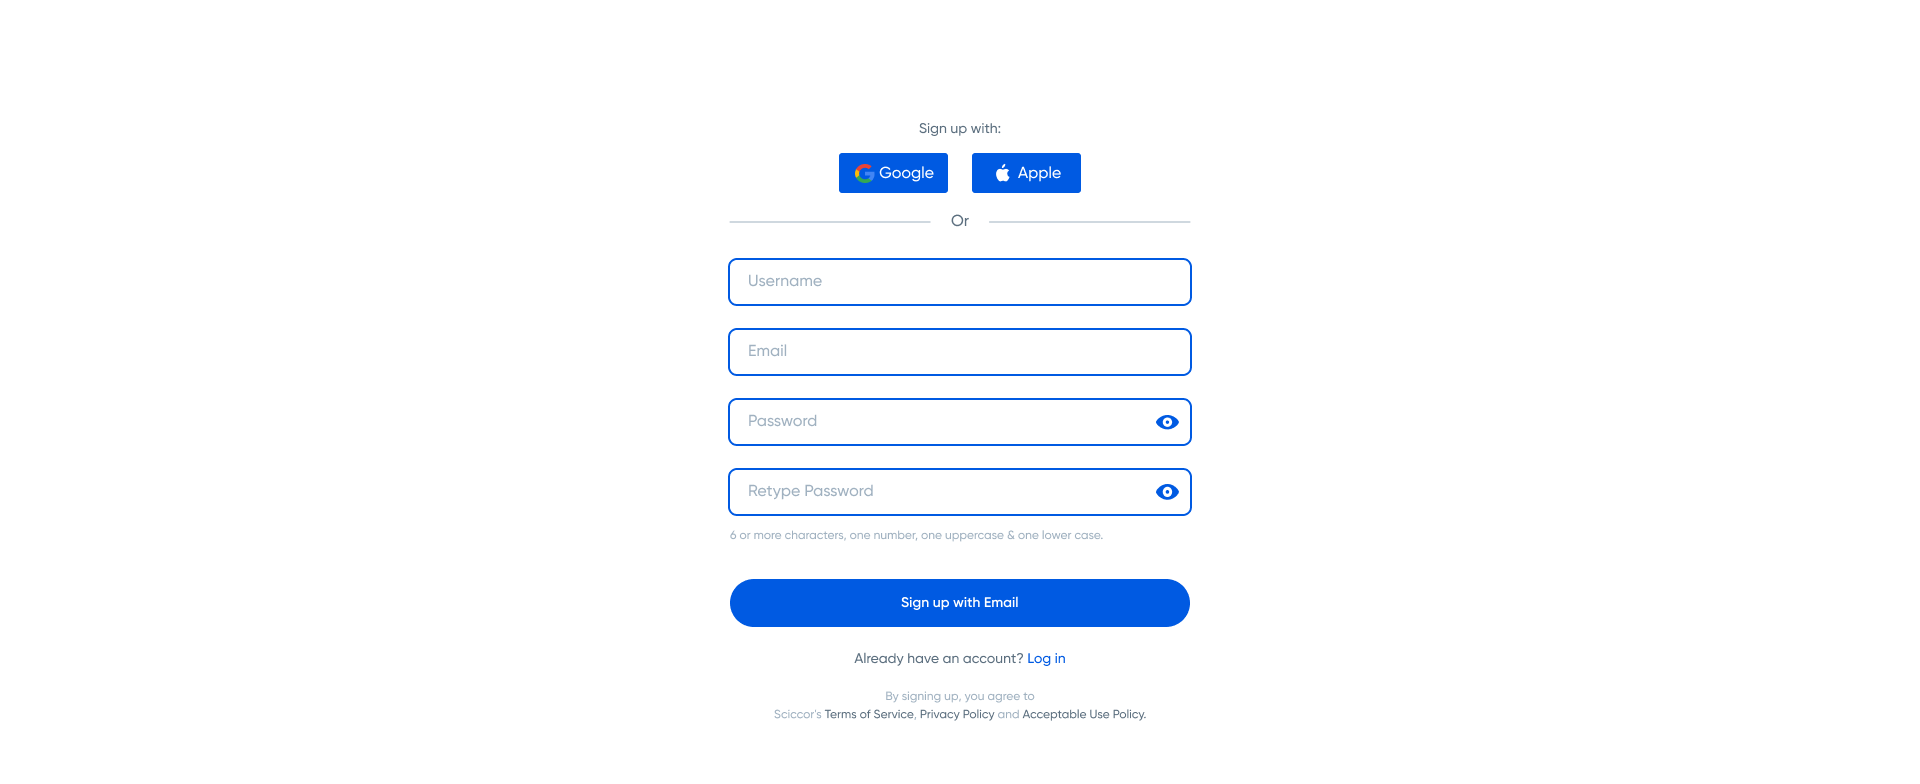 Sign up with:
Google Apple
Or
Username
Email
Password
Retype Password
6 or more characters, one number, one uppercase & one lower case.
Sign up with Email
Already have an account? Log in
By signing up, you agree to
Sciccor's Terms of Service, Privacy Policy and Acceptable Use Policy.